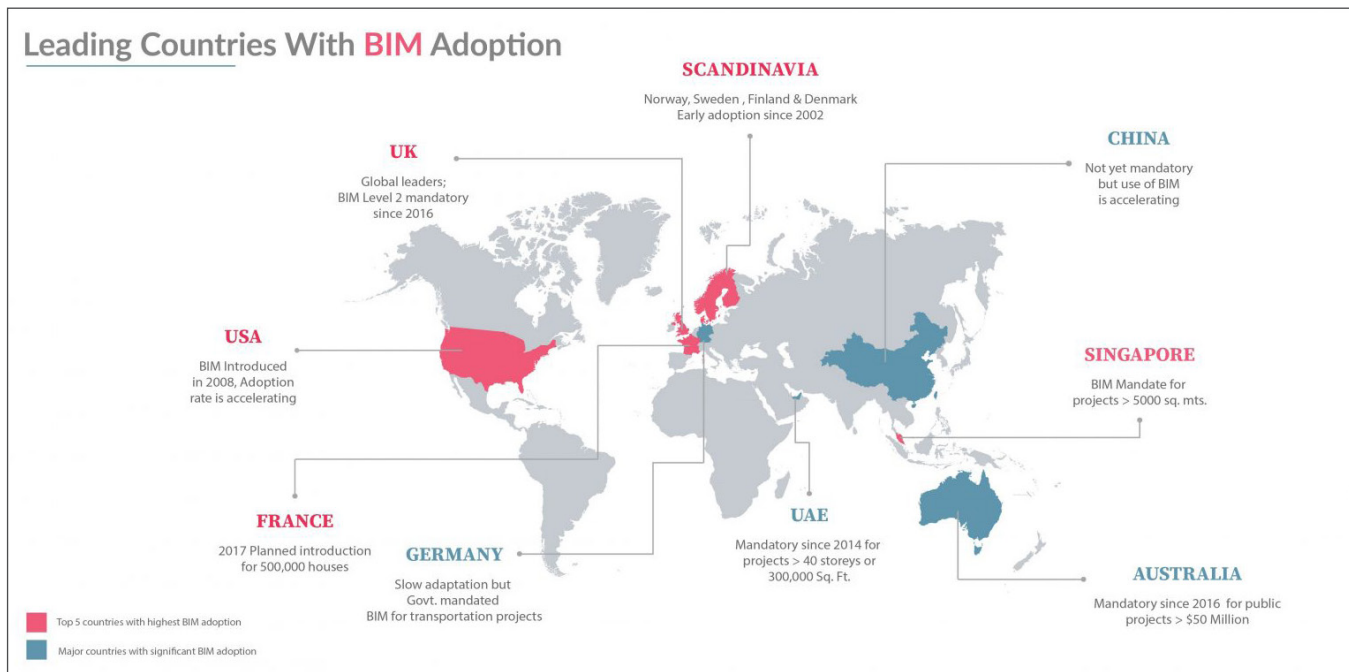 Leading Countries With BIM Adoption
SCANDINAVIA
Norway, Sweden , Finland & Denmark
Early adoption since 2002
UK
Global leaders;
BIM Level 2 mandatory
since 2016
CHINA
Not yet mandatory
but use of BIM
is accelerating
USA
BIM Introduced
in 2008, Adoption
rate is accelerating
SINGAPORE
BIM Mandate for
projects > 5000 sq. mts.
FRANCE
2017 Planned introduction
for 500,000 houses
GERMANY
Slow adaptation but
Govt. mandated
BIM for transportation projects
UAE
Mandatory since 2014 for
projects > 40 storeys or
300,000 Sq. Ft.
AUSTRALIA
Mandatory since 2016 for public
projects > $50 Million
Top 5 countries with highest BIM adoption
Major countries with significant BIM adoption